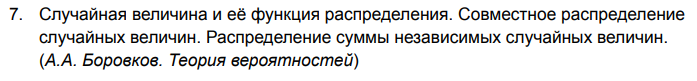 7. Случайная величина и её функция распределения. Совместное распределение
случайных величин. Распределение суммы независимых случайных величин.
(А.А. Боровков. Теория вероятностей)